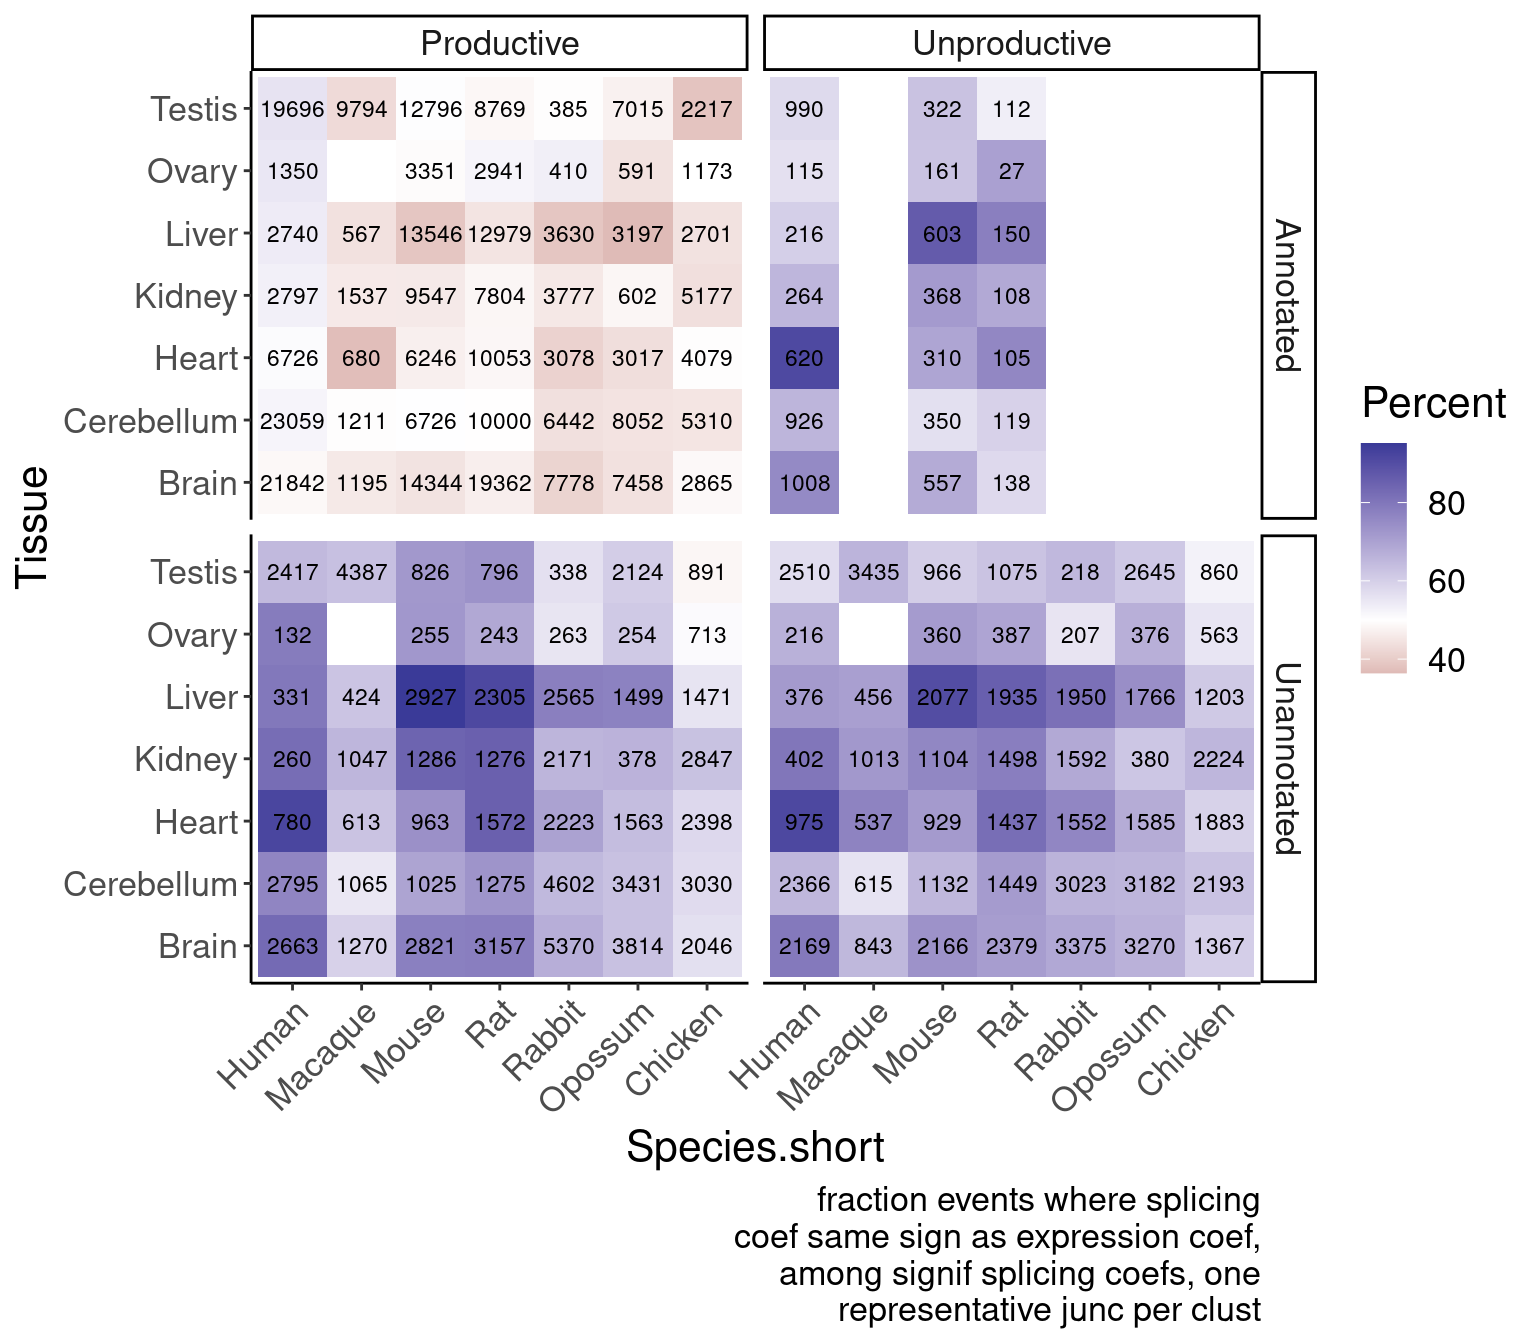 Productive Unproductive
Testis 19696 9794 12796 8769 385 7015 2217 990 322 112
Ovary 1350 3351 2941 410 591 1173 115 161 27
Liver 2740 567 13546 12979 3630 3197 2701 216 603 150
Kidney 2797 1537 9547 7804 3777 602 5177 264 368 108
Heart 6726 680 6246 10053 3078 3017 4079 620 310 105
Cerebellum 23059 1211 6726 10000 6442 8052 5310 926 350 119
Brain 21842 1195 14344 19362 7778 7458 2865 1008 557 138
Annotated
Testis 2417 4387 826 796 338 2124 891 2510 3435 966 1075 218 2645 860
Ovary 132 255 243 263 254 713 216 360 387 207 376 563
Liver 331 424 2927 2305 2565 1499 1471 376 456 2077 1935 1950 1766 1203
Kidney 260 1047 1286 1276 2171 378 2847 402 1013 1104 1498 1592 380 2224
Heart 780 613 963 1572 2223 1563 2398 975 537 929 1437 1552 1585 1883
Cerebellum 2795 1065 1025 1275 4602 3431 3030 2366 615 1132 1449 3023 3182 2193
Brain 2663 1270 2821 3157 5370 3814 2046 2169 843 2166 2379 3375 3270 1367
Unannotated
Tissue
Human Macaque Mouse Rat Rabbit Opossum Chicken Human Macaque Mouse Rat Rabbit Opossum Chicken
Species.short
Percent
80
60
40
fraction events where splicing
coef same sign as expression coef,
among signif splicing coefs, one
representative junc per clust